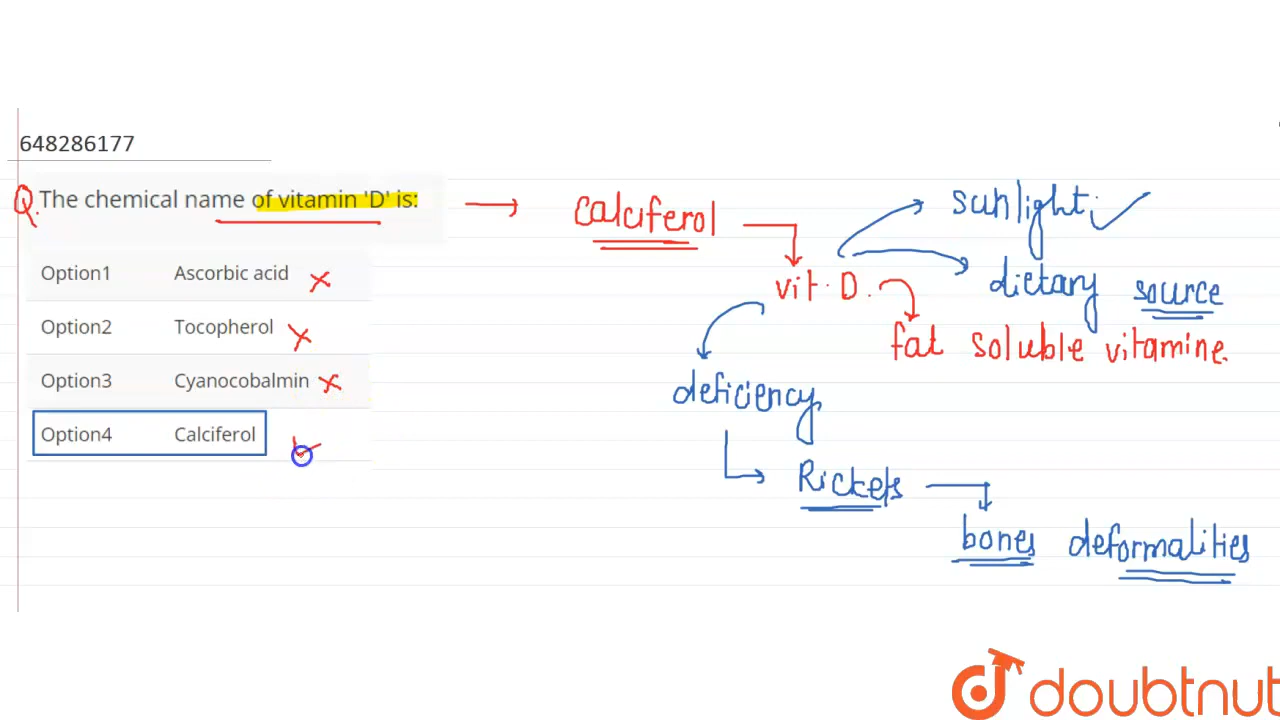 648286177
Q. The chemical name of vitamin 'D' is:
Option1 Ascorbic acid
Option2 Tocopherol
Option3 Cyanocobalmin
Option4 Calciferol
calciferol
vit. D.
sunlight
dietary source
fat soluble vitamine.
deficiency
Rickets
bones deformalities
doubtnut